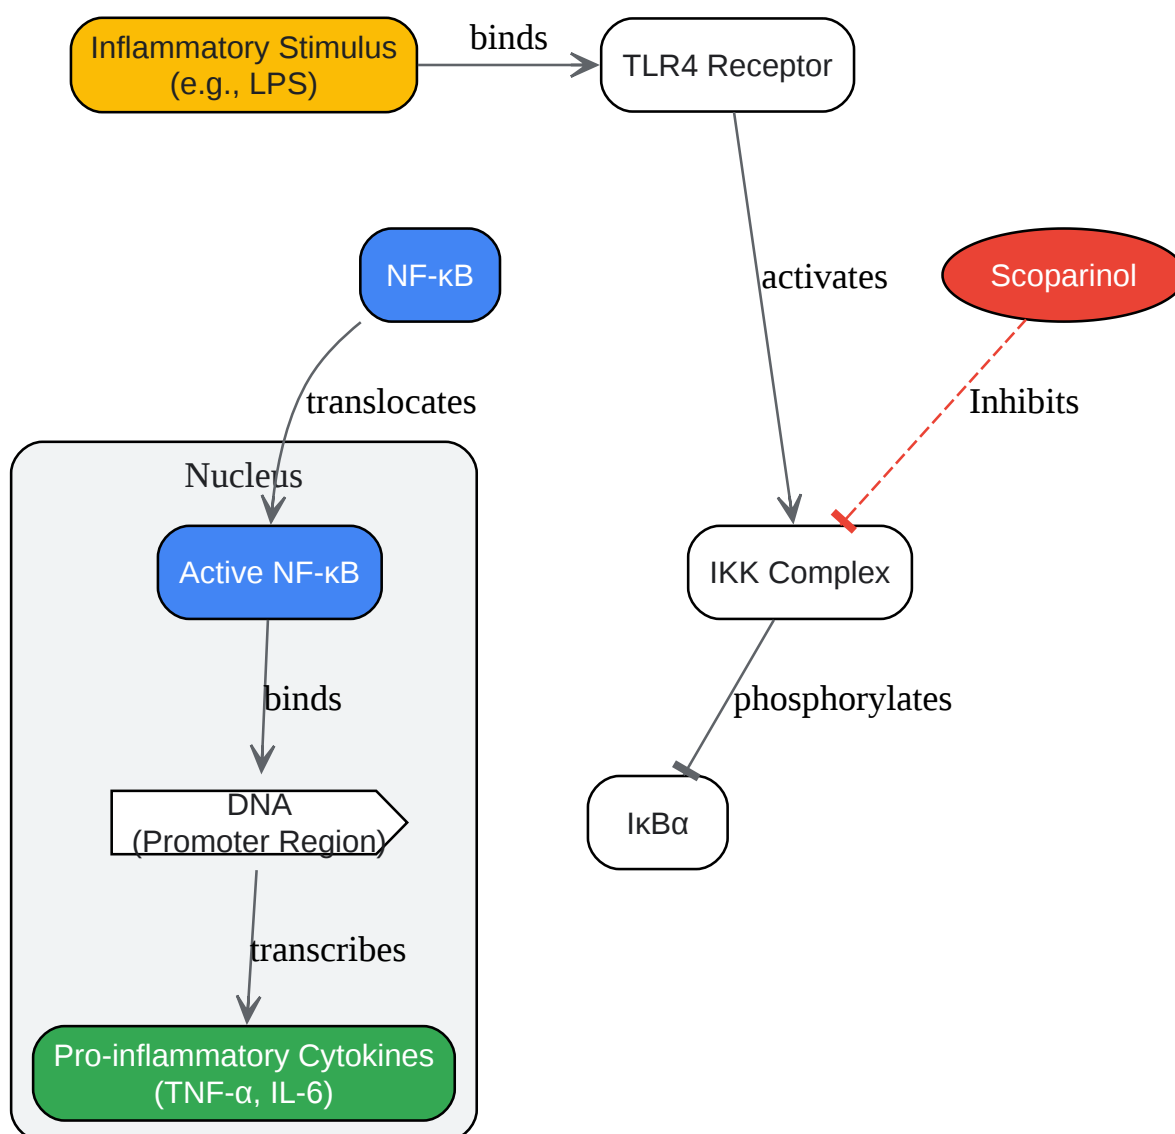 Inflammatory Stimulus
(e.g., LPS)
binds
TLR4 Receptor
NF-κB
activates
Scoparinol
translocates
Inhibits
Nucleus
Active NF-κB
IKK Complex
binds
phosphorylates
DNA
(Promoter Region)
IκBα
transcribes
Pro-inflammatory Cytokines
(TNF-α, IL-6)